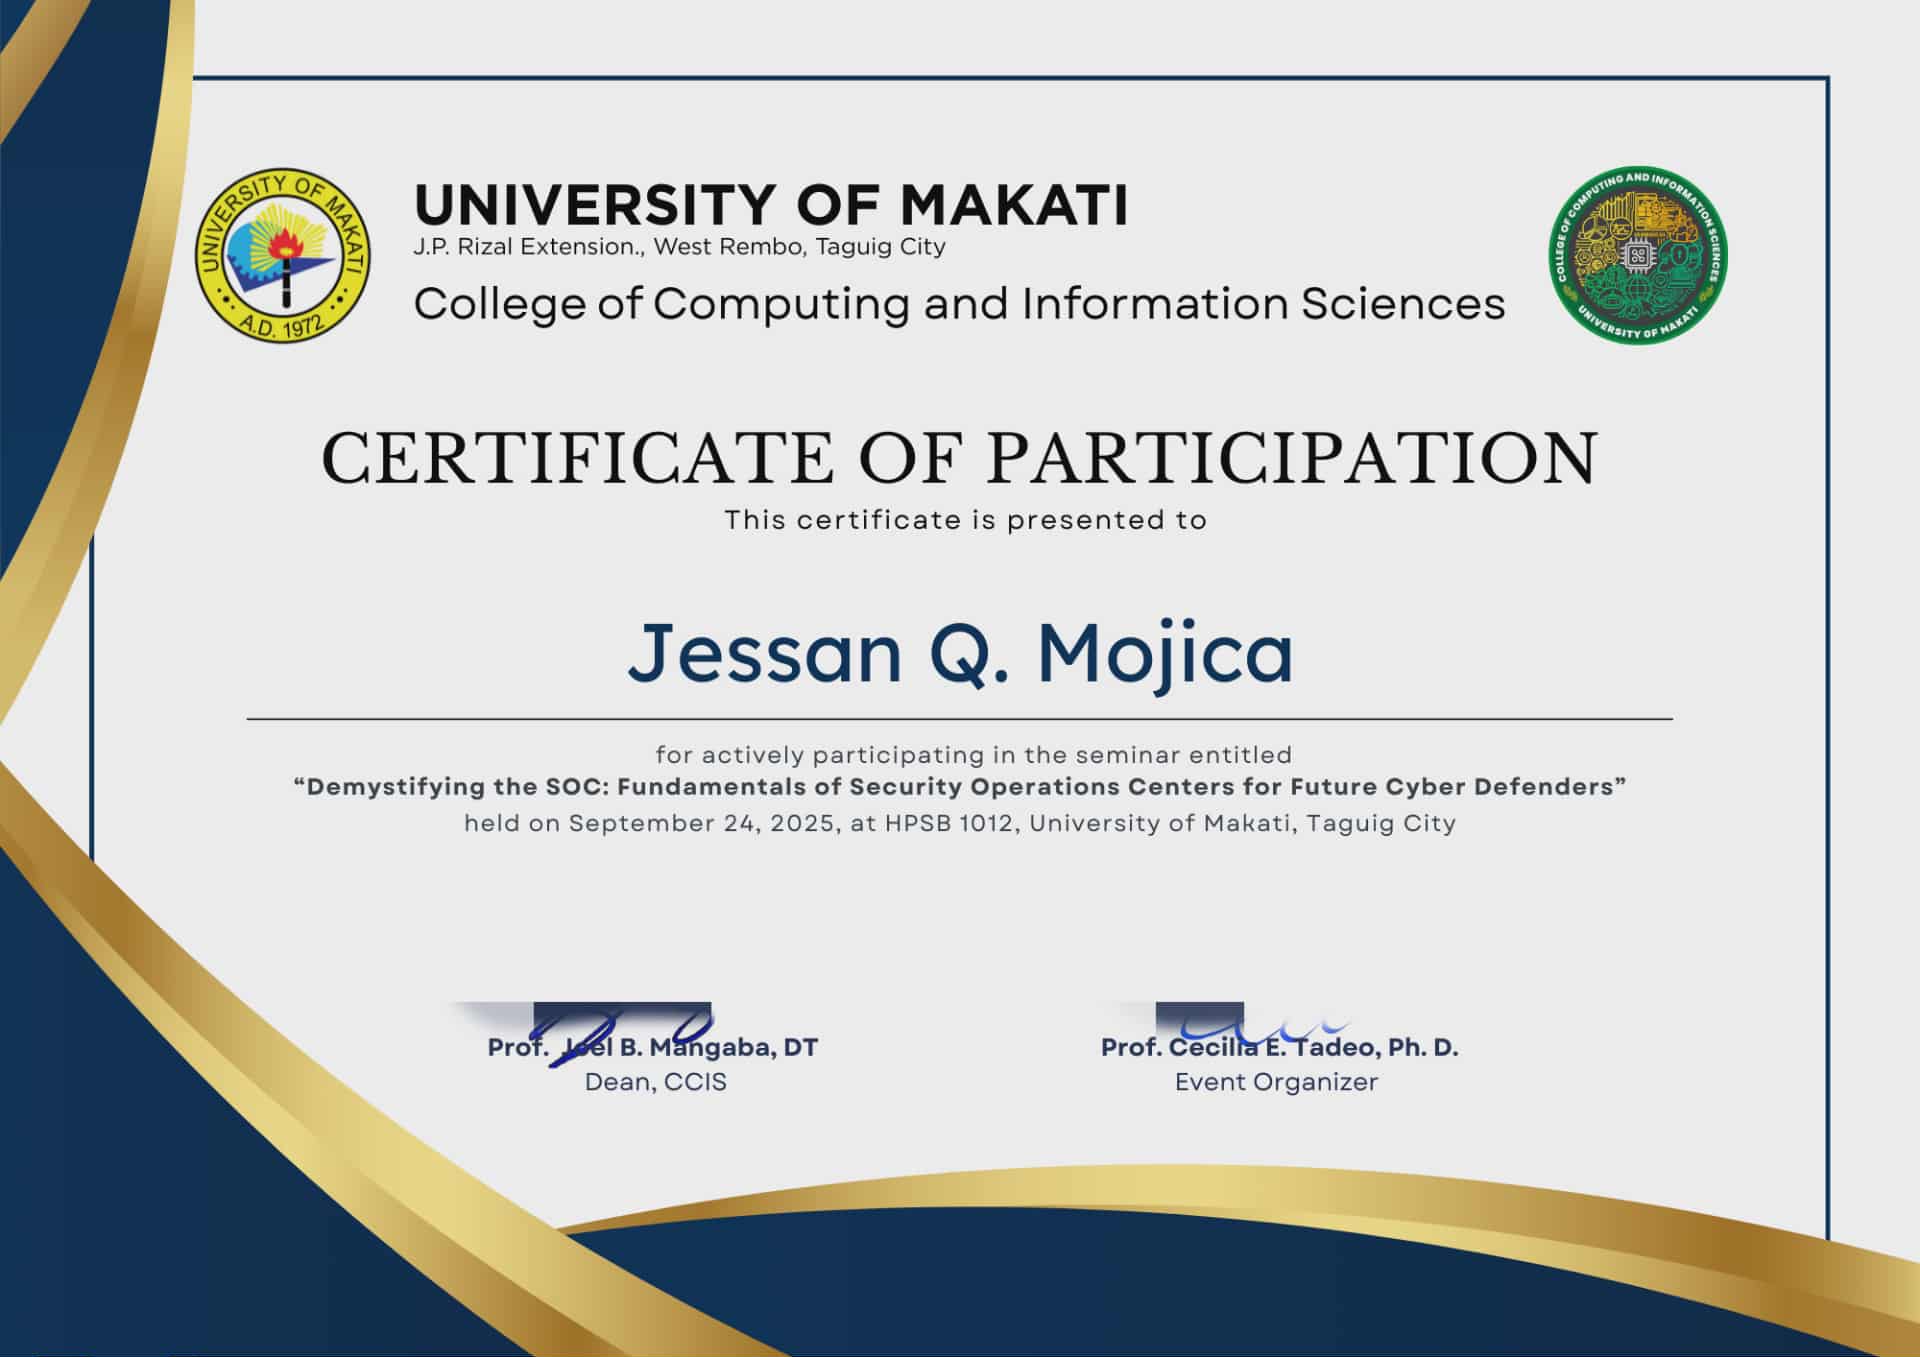 UNIVERSITY OF MAKATI
A.D. 1972
UNIVERSITY OF MAKATI
J.P. Rizal Extension., West Rembo, Taguig City
College of Computing and Information Sciences
COLLEGE OF COMPUTING AND INFORMATION SCIENCES
UNIVERSITY OF MAKATI
CERTIFICATE OF PARTICIPATION
This certificate is presented to
Jessan Q. Mojica
for actively participating in the seminar entitled
“Demystifying the SOC: Fundamentals of Security Operations Centers for Future Cyber Defenders”
held on September 24, 2025, at HPSB 1012, University of Makati, Taguig City
Prof. Joel B. Mangaba, DT
Dean, CCIS
Prof. Cecilia E. Tadeo, Ph. D.
Event Organizer